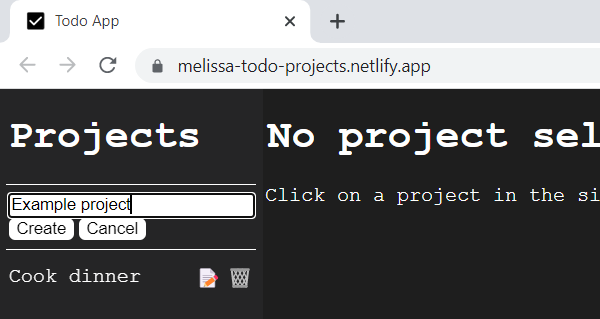 Todo App
melissa-todo-projects.netlify.app
Projects
No project sel
Click on a project in the si
Example project
Create Cancel
Cook dinner